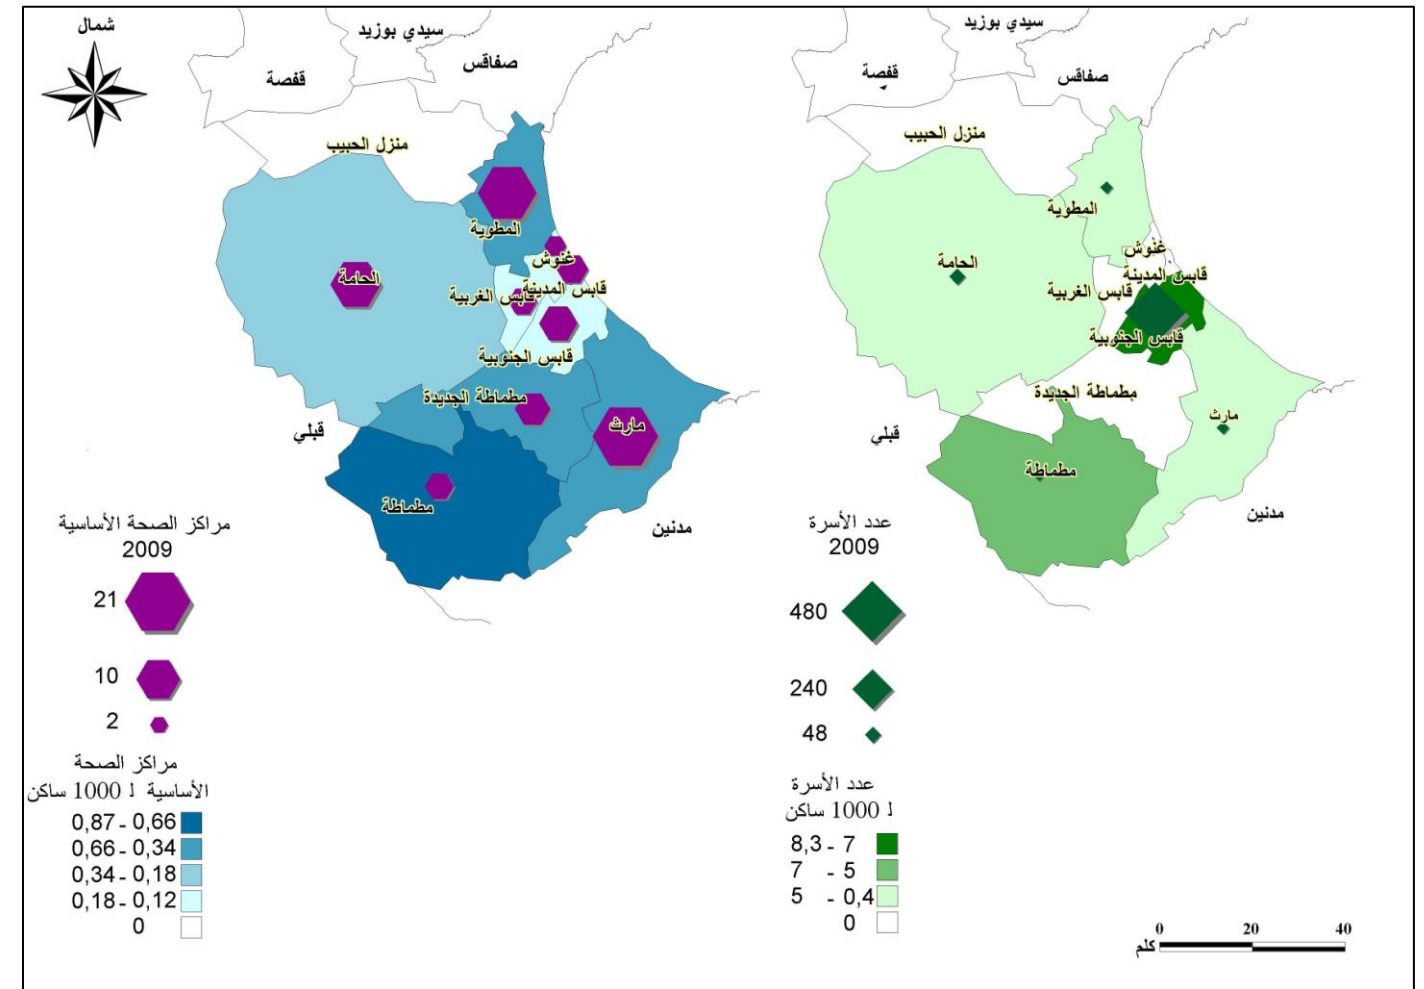 شمال
سيدي بوزيد
صفاقس
قفصة
منزل الحبيب
المطوية
غنوش
الحامة
قابس المدينة
قابس الغربية
قابس الجنوبية
مطماطة الجديدة
مارث
قبلي
مطماطة
مدنين
مراكز الصحة الأساسية
2009
21
10
2
مراكز الصحة
الأساسية ل 1000 ساكن
0,66 - 0,87
0,34 - 0,66
0,18 - 0,34
0,12 - 0,18
0
سيدي بوزيد
صفاقس
قفصة
منزل الحبيب
المطوية
غنوش
الحامة
قابس المدينة
قابس الغربية
قابس الجنوبية
مطماطة الجديدة
مارث
قبلي
مطماطة
مدنين
عدد الأسرة
2009
480
240
48
عدد الأسرة
ل 1000 ساكن
7 - 8,3
5 - 7
0,4 - 5
0
0 20 40
كلم